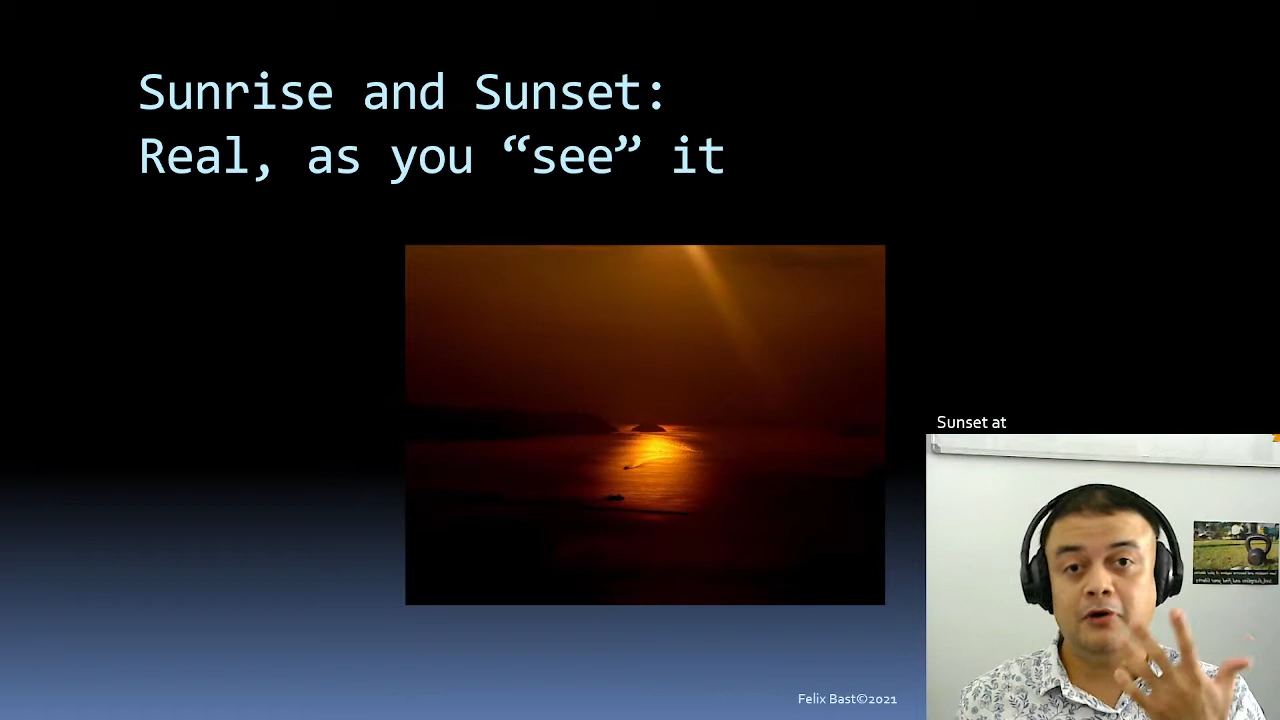 Sunrise and Sunset:
Real, as you “see” it
Sunset at
Felix Bast©2021